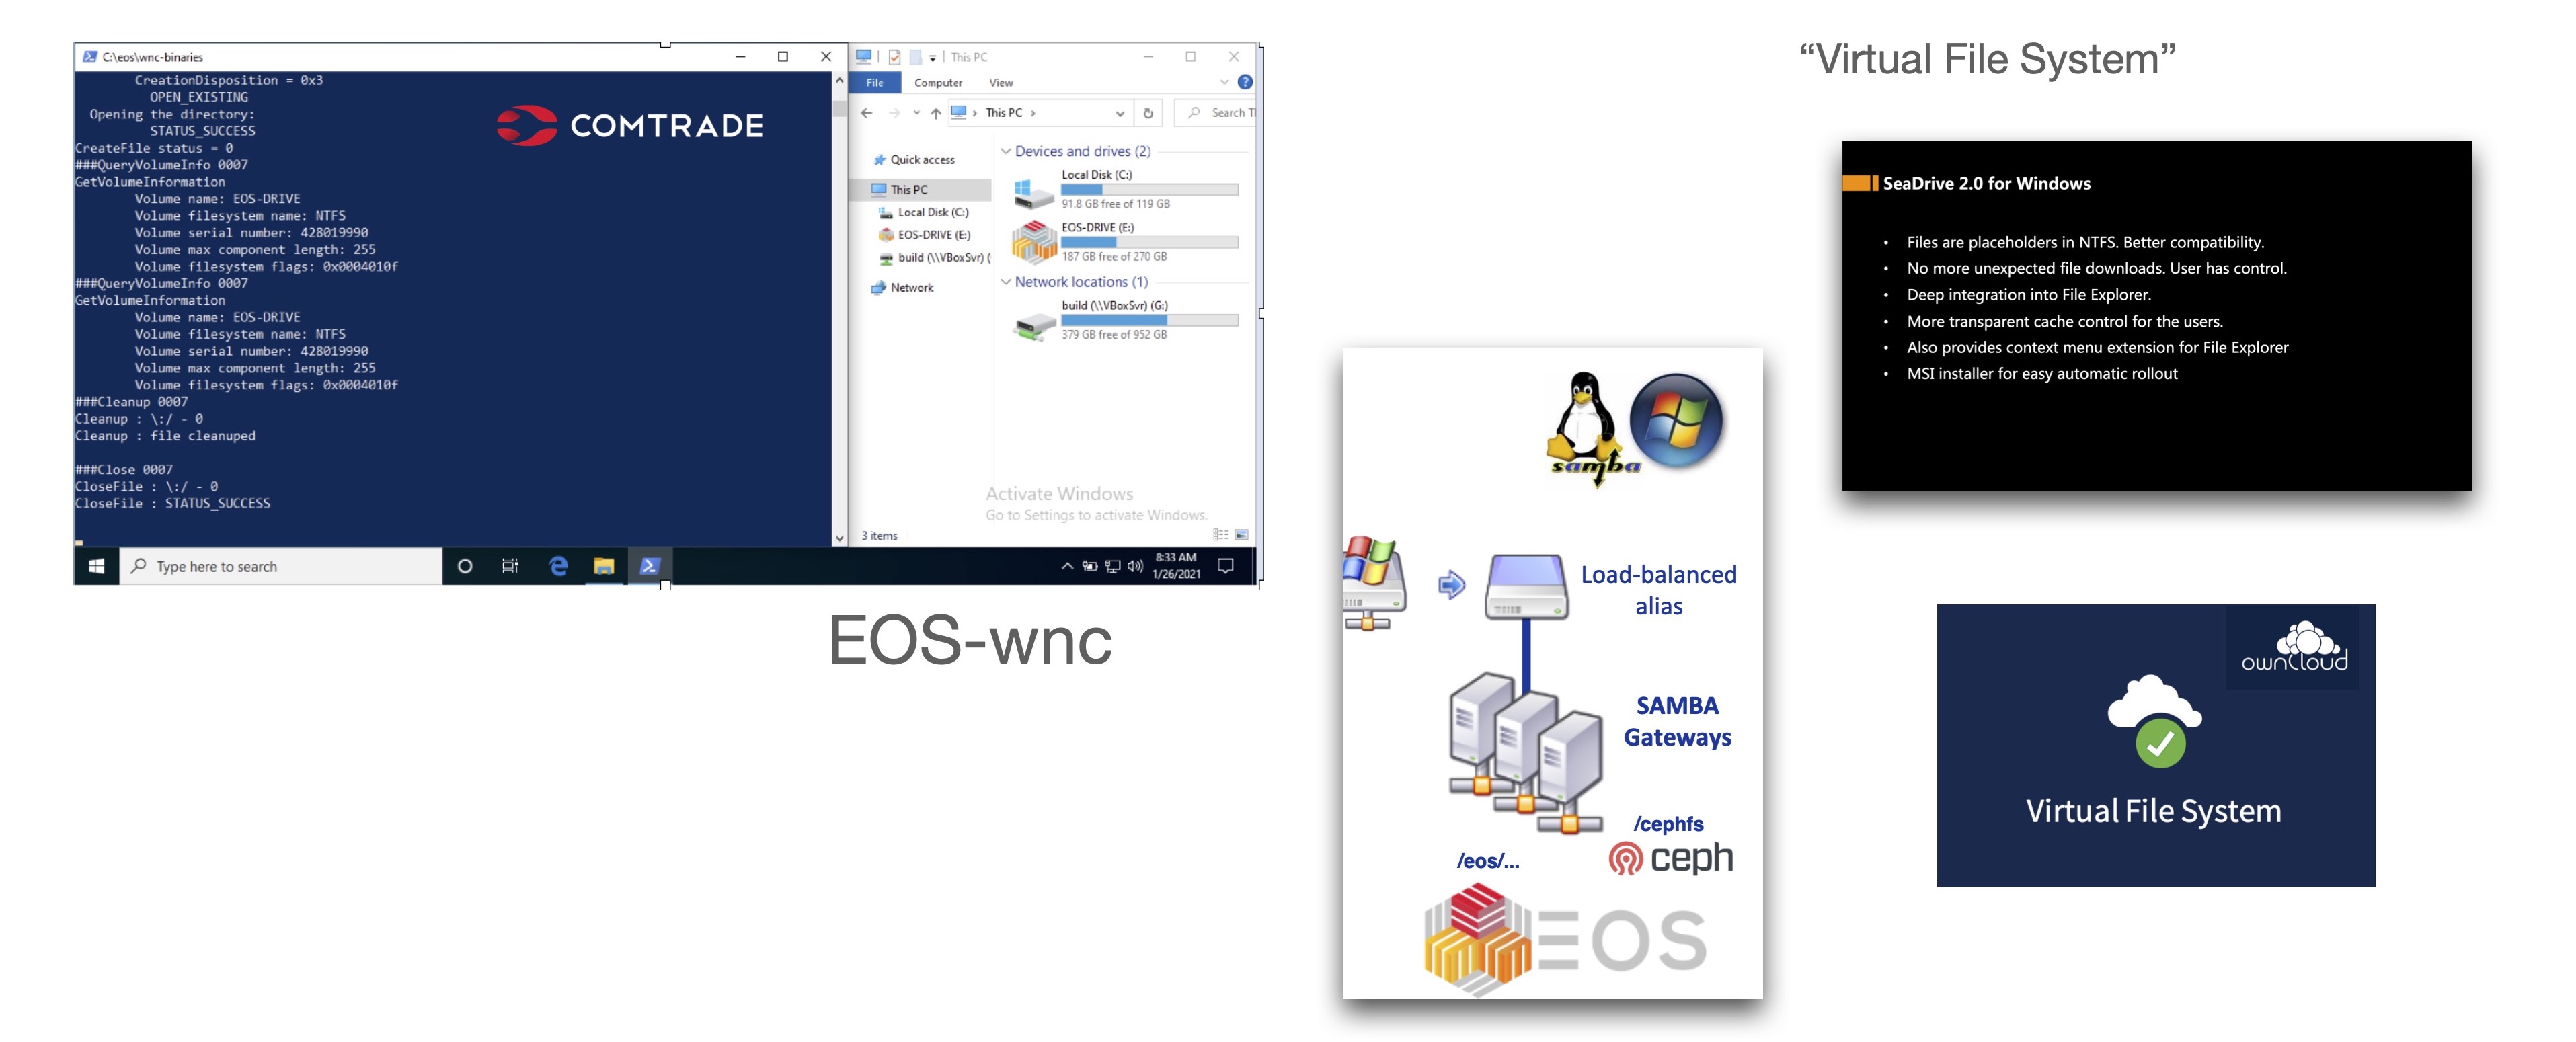 C:\eos\wnc-binaries
CreationDisposition = 0x3
OPEN_EXISTING
Opening the directory:
STATUS_SUCCESS
CreateFile status = 0
###QueryVolumeInfo 0007
GetVolumeInformation
Volume name: EOS-DRIVE
Volume filesystem name: NTFS
Volume serial number: 428019990
Volume max component length: 255
Volume filesystem flags: 0x0004010f
###QueryVolumeInfo 0007
GetVolumeInformation
Volume name: EOS-DRIVE
Volume filesystem name: NTFS
Volume serial number: 428019990
Volume max component length: 255
Volume filesystem flags: 0x0004010f
###Cleanup 0007
Cleanup : \:/ - 0
Cleanup : file cleanuped
###Close 0007
CloseFile : \:/ - 0
CloseFile : STATUS_SUCCESS
COMTRADE
This PC
File Computer View
This PC
Search T
Quick access
This PC
Local Disk (C:)
EOS-DRIVE (E:)
build (\\VBoxSvr) (
Network
Devices and drives (2)
Local Disk (C:)
91.8 GB free of 119 GB
EOS-DRIVE (E:)
187 GB free of 270 GB
Network locations (1)
build (\\VBoxSvr) (G:)
379 GB free of 952 GB
Activate Windows
Go to Settings to activate Windows.
3 items
Type here to search
8:33 AM
1/26/2021
EOS-wnc
samba
Load-balanced
alias
SAMBA
Gateways
/cephfs
ceph
/eos/...
EOS
“Virtual File System”
SeaDrive 2.0 for Windows
• Files are placeholders in NTFS. Better compatibility.
• No more unexpected file downloads. User has control.
• Deep integration into File Explorer.
• More transparent cache control for the users.
• Also provides context menu extension for File Explorer
• MSI installer for easy automatic rollout
ownCloud
Virtual File System